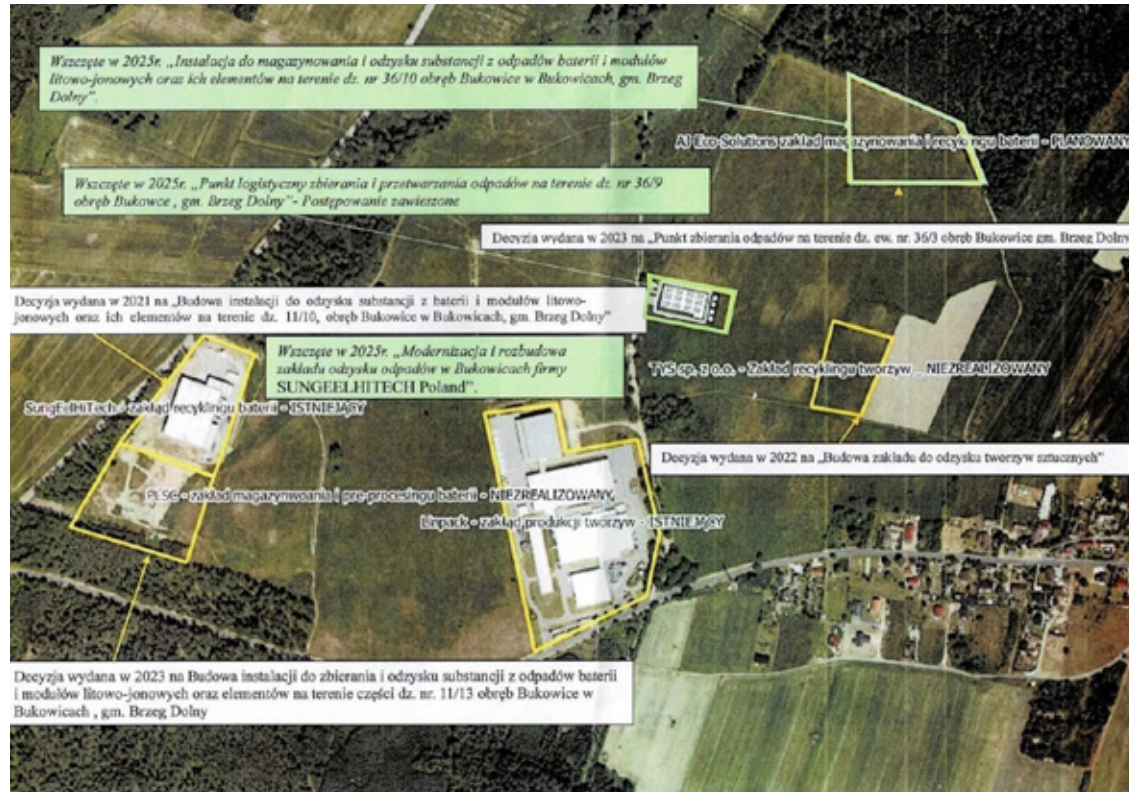 Wszczęte w 2025r. „Instalacja do magazynowania i odzysku substancji z odpadów baterii i modułów
litowo-jonowych oraz ich elementów na terenie dz. nr 36/10 obręb Bukowice w Bukowicach, gm. Brzeg
Dolny”.
AJ Eco-Solutions zakład magazynowania i recyklingu baterii - PLANOWANY
Wszczęte w 2025r. „Punkt logistyczny zbierania i przetwarzania odpadów na terenie dz. nr 36/9
obręb Bukowce , gm. Brzeg Dolny”- Postępowanie zawieszone
Decyzja wydana w 2023 na „Punkt zbierania odpadów na terenie dz. ew. nr. 36/3 obręb Bukowice gm. Brzeg Dolny
Decyzja wydana w 2021 na „Budowa instalacji do odzysku substancji z baterii i modułów litowo-
jonowych oraz ich elementów na terenie dz. 11/10, obręb Bukowice w Bukowicach, gm. Brzeg Dolny”
Wszczęte w 2025r. „Modernizacja i rozbudowa
zakładu odzysku odpadów w Bukowicach firmy
SUNGEELHITECH Poland”.
TYS sp. z o.o. - Zakład recyklingu tworzyw _ NIEZREALIZOWANY
SungEelHiTech - zakład recyklingu baterii - ISTNIEJĄCY
Decyzja wydana w 2022 na „Budowa zakładu do odzysku tworzyw sztucznych”
PLSC - zakład magazynwoania i pre-procesingu baterii - NIEZREALIZOWANY
Linpack - zakład produkcji tworzyw - ISTNIEJĄCY
Decyzja wydana w 2023 na Budowa instalacji do zbierania i odzysku substancji z odpadów baterii
i modułów litowo-jonowych oraz elementów na terenie części dz. nr. 11/13 obręb Bukowice w
Bukowicach , gm. Brzeg Dolny